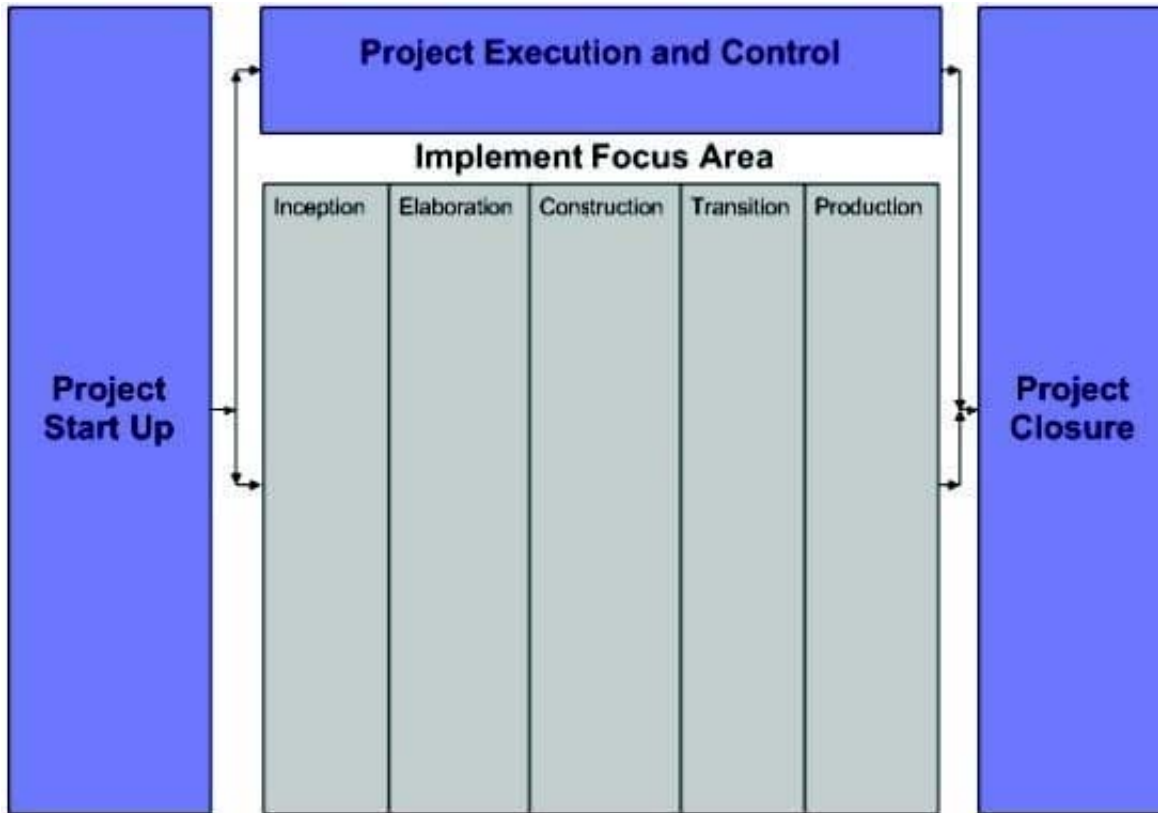 Project Execution and Control
Implement Focus Area
Inception
Elaboration
Construction
Transition
Production
Project
Start Up
Project
Closure